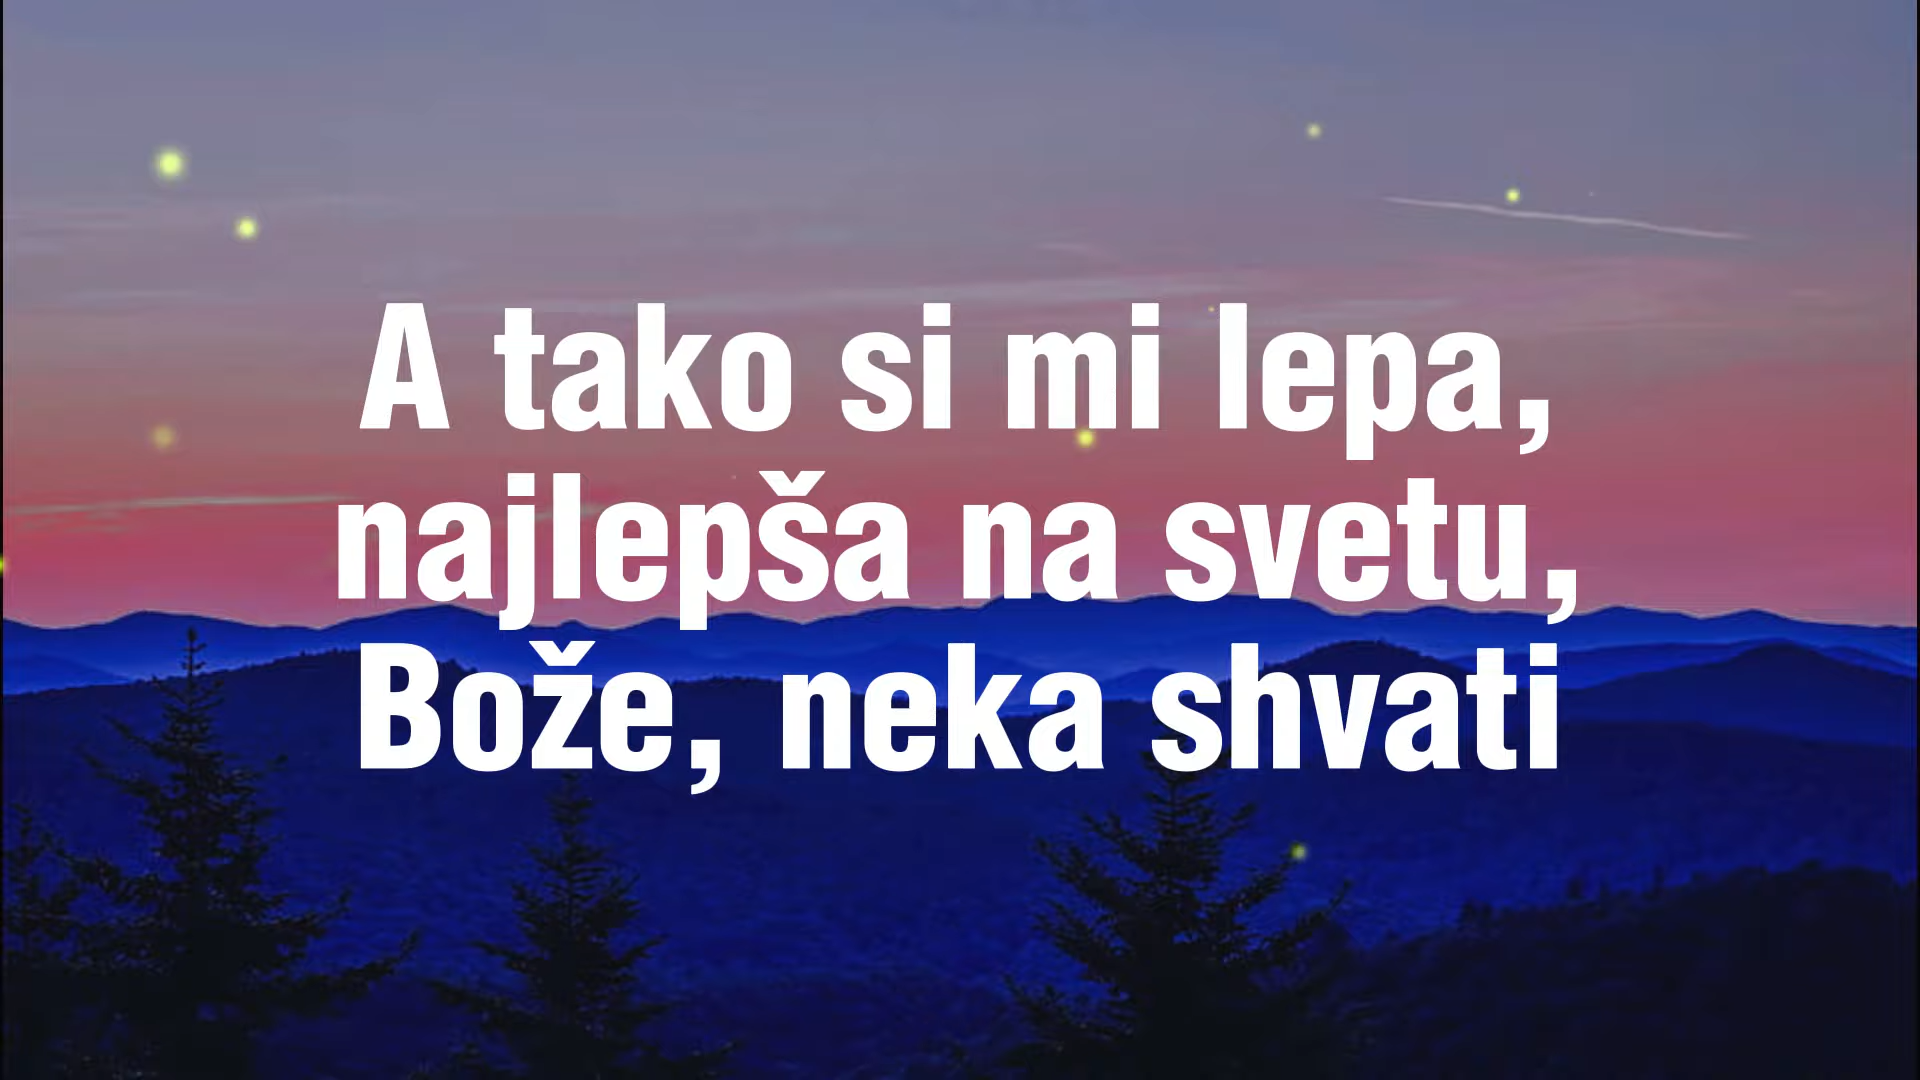 A tako si mi lepa,
najlepša na svetu,
Bože, neka shvati